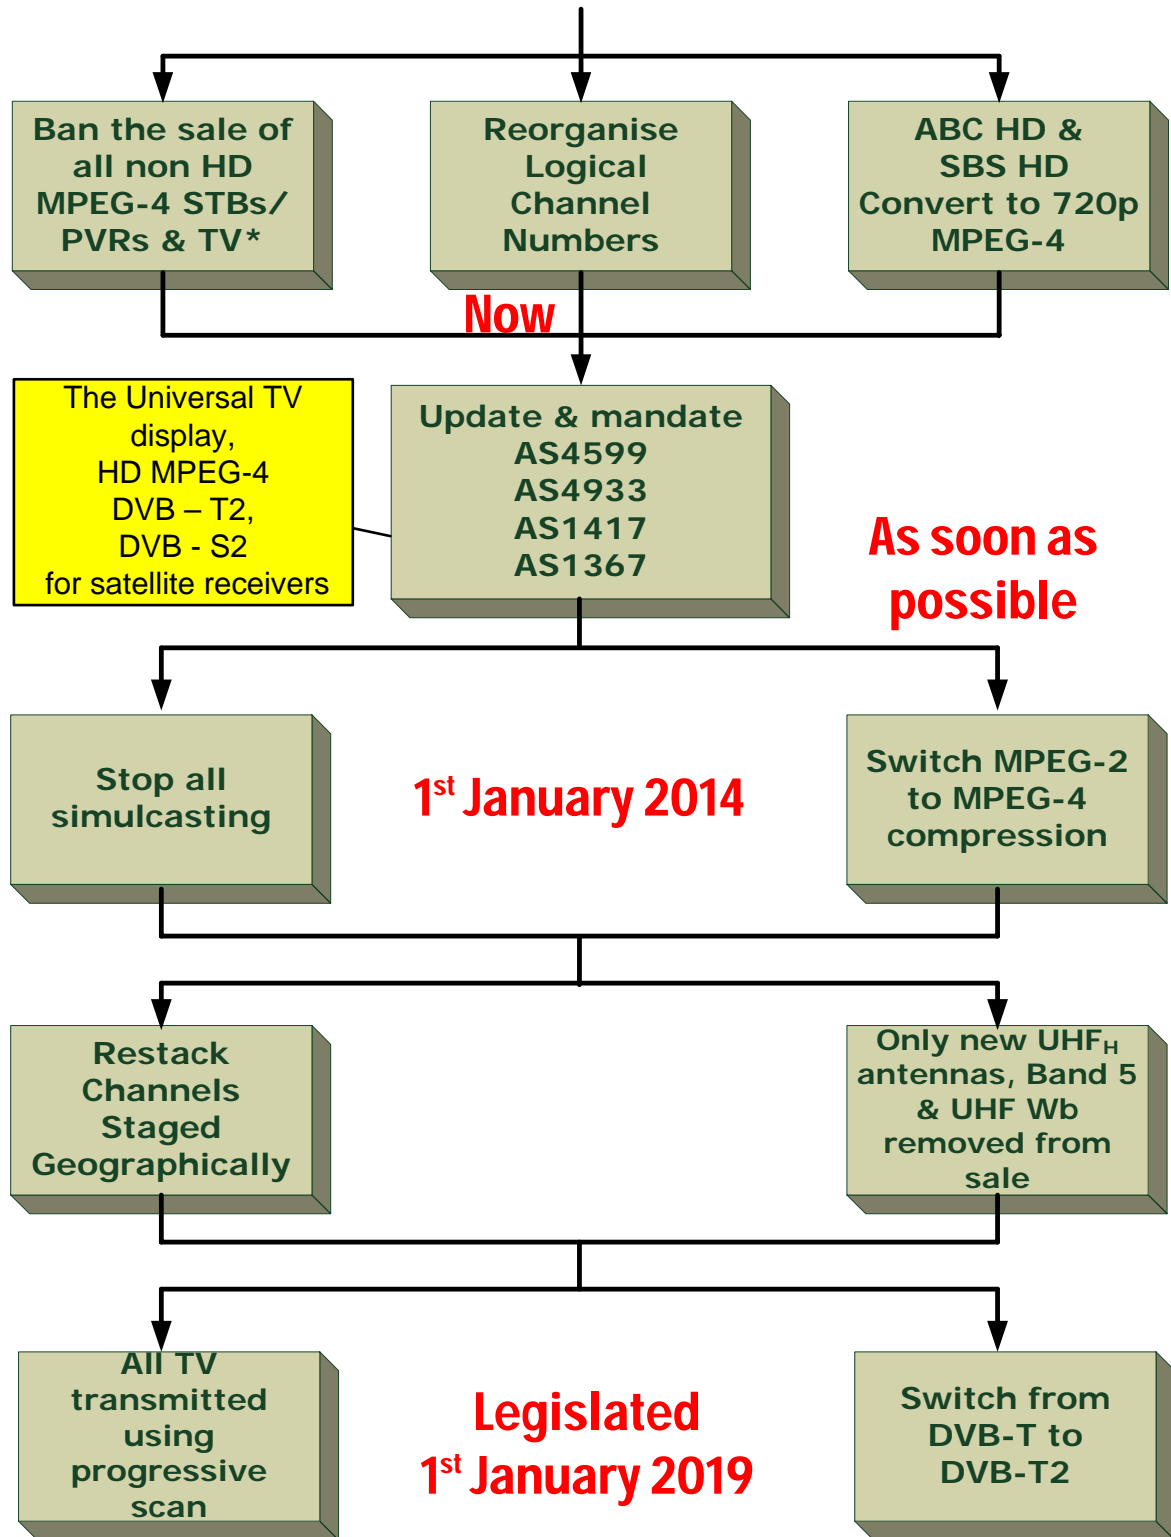 Ban the sale of
all non HD
MPEG-4 STBs/
PVRs & TV*
Reorganise
Logical
Channel
Numbers
ABC HD &
SBS HD
Convert to 720p
MPEG-4
Now
The Universal TV
display,
HD MPEG-4
DVB – T2,
DVB - S2
for satellite receivers
Update & mandate
AS4599
AS4933
AS1417
AS1367
As soon as
possible
Stop all
simulcasting
1st January 2014
Switch MPEG-2
to MPEG-4
compression
Restack
Channels
Staged
Geographically
Only new UHFH
antennas, Band 5
& UHF Wb
removed from
sale
All TV
transmitted
using
progressive
scan
Legislated
1st January 2019
Switch from
DVB-T to
DVB-T2